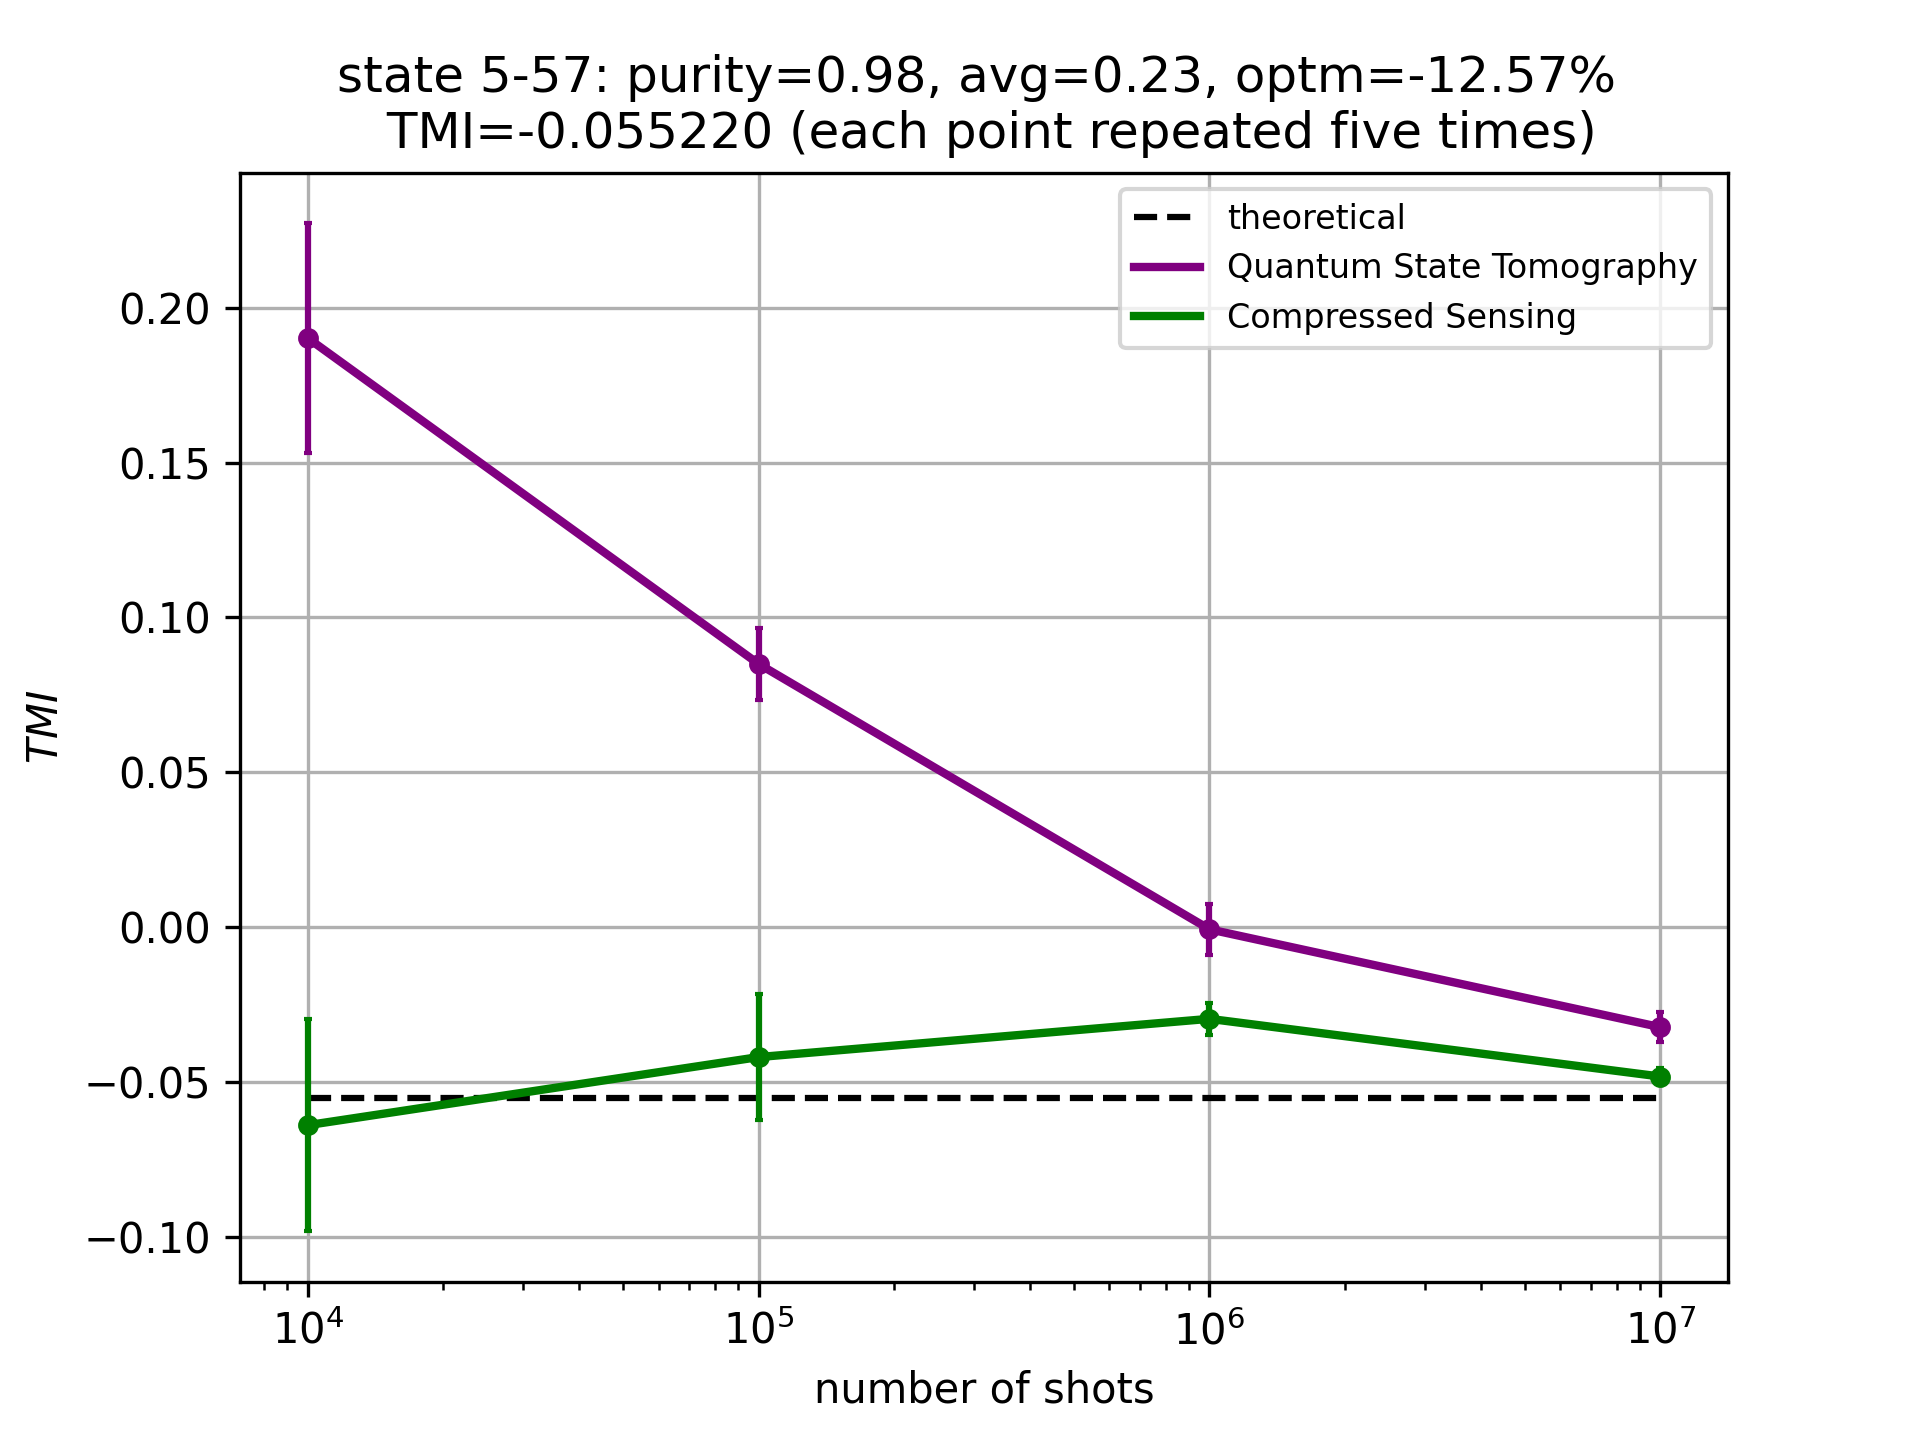 state 5-57: purity=0.98, avg=0.23, optm=-12.57%
TMI=-0.055220 (each point repeated five times)
theoretical
Quantum State Tomography
Compressed Sensing
TMI
0.20
0.15
0.10
0.05
0.00
−0.05
−0.10
10⁴ 10⁵ 10⁶ 10⁷
number of shots